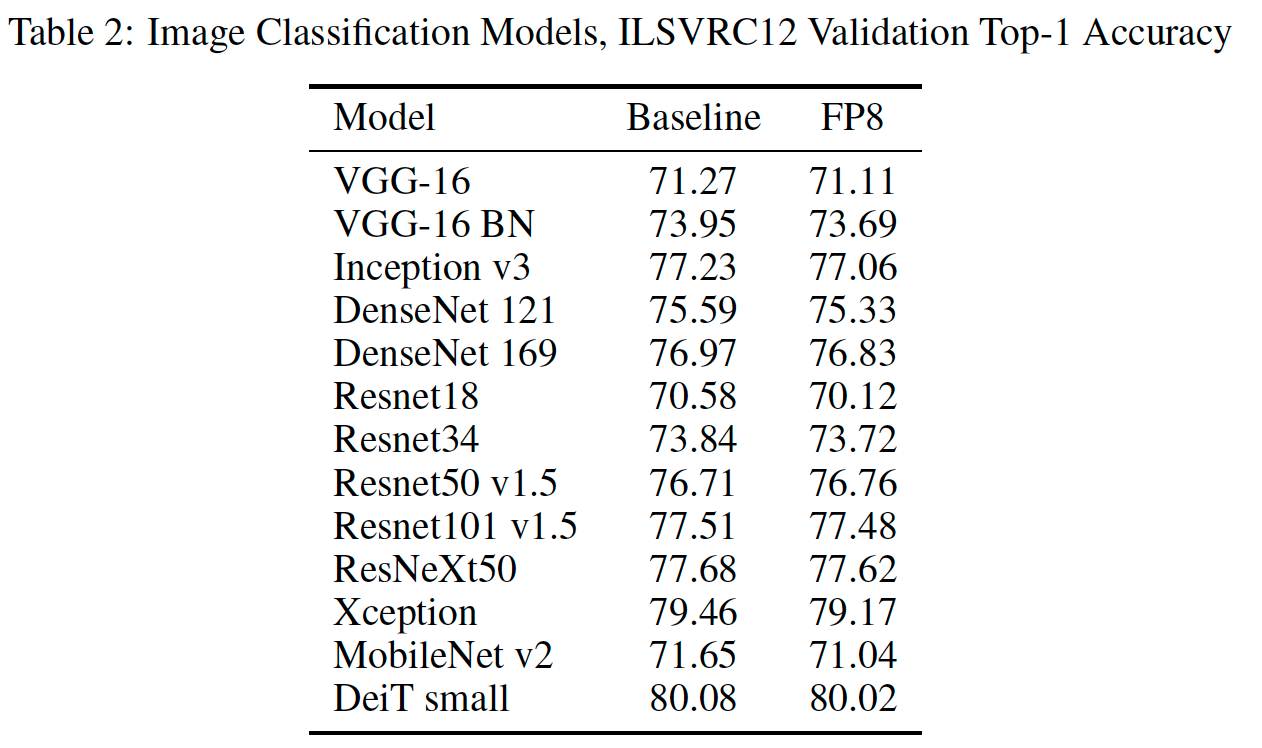 Table 2: Image Classification Models, ILSVRC12 Validation Top-1 Accuracy
Model Baseline FP8
VGG-16 71.27 71.11
VGG-16 BN 73.95 73.69
Inception v3 77.23 77.06
DenseNet 121 75.59 75.33
DenseNet 169 76.97 76.83
Resnet18 70.58 70.12
Resnet34 73.84 73.72
Resnet50 v1.5 76.71 76.76
Resnet101 v1.5 77.51 77.48
ResNeXt50 77.68 77.62
Xception 79.46 79.17
MobileNet v2 71.65 71.04
DeiT small 80.08 80.02